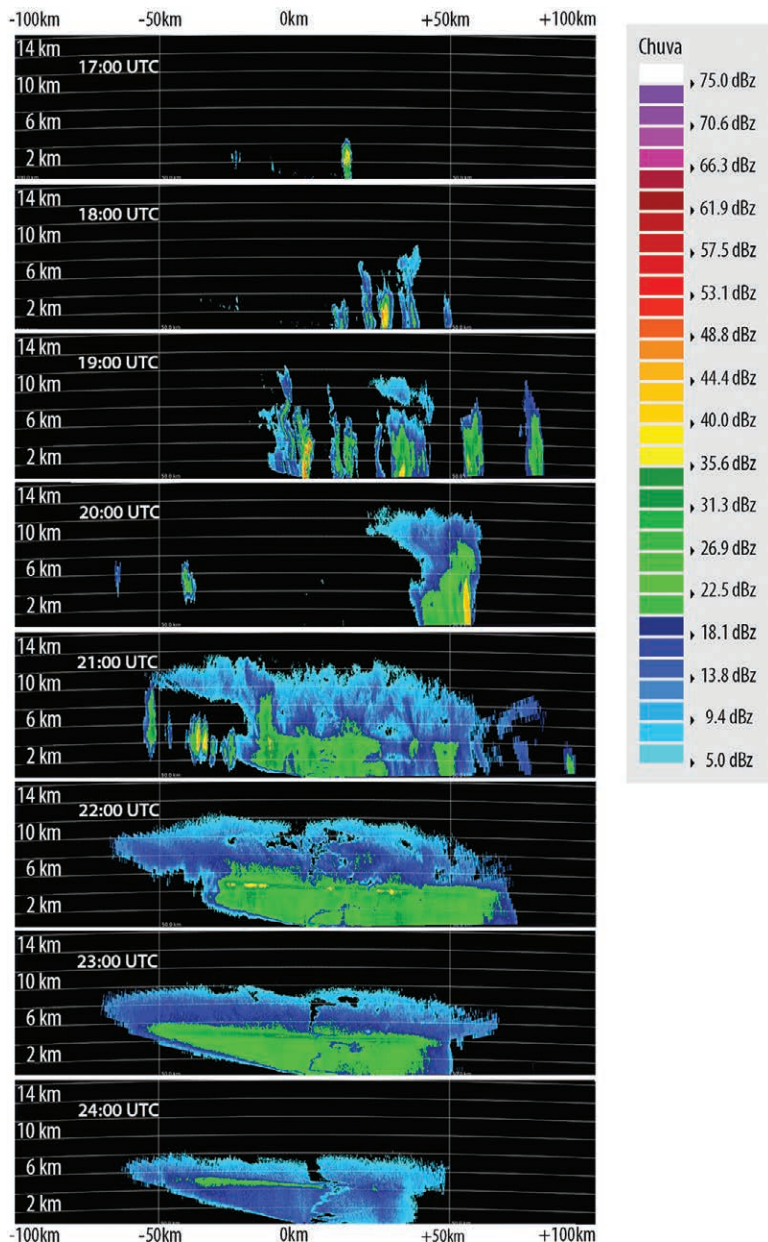 -100km -50km 0km +50km +100km
14 km
17:00 UTC
10 km
6 km
2 km
14 km
18:00 UTC
10 km
6 km
2 km
14 km
19:00 UTC
10 km
6 km
2 km
14 km
20:00 UTC
10 km
6 km
2 km
14 km
21:00 UTC
10 km
6 km
2 km
14 km
22:00 UTC
10 km
6 km
2 km
14 km
23:00 UTC
10 km
6 km
2 km
14 km
24:00 UTC
10 km
6 km
2 km
-100km -50km 0km +50km +100km
Chuva
75.0 dBz
70.6 dBz
66.3 dBz
61.9 dBz
57.5 dBz
53.1 dBz
48.8 dBz
44.4 dBz
40.0 dBz
35.6 dBz
31.3 dBz
26.9 dBz
22.5 dBz
18.1 dBz
13.8 dBz
9.4 dBz
5.0 dBz